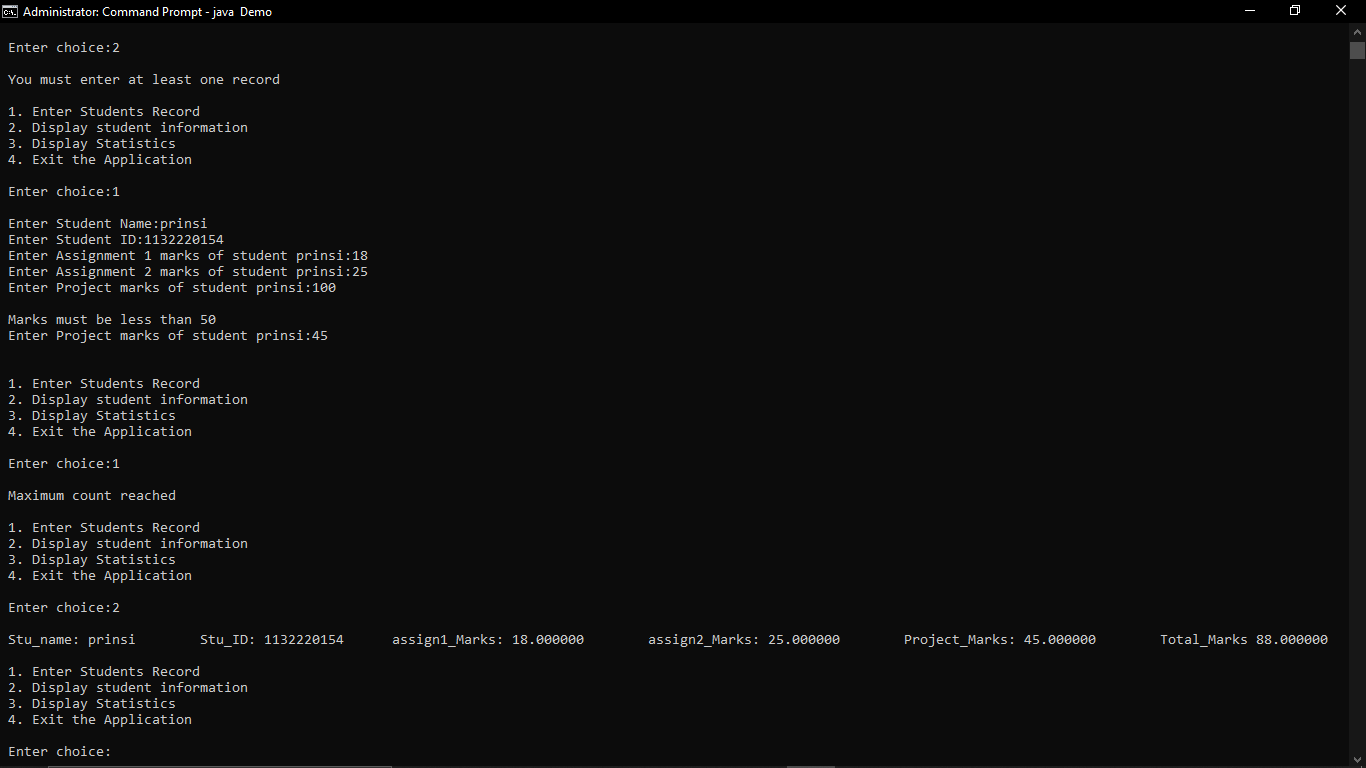 Administrator: Command Prompt - java Demo
Enter choice:2
You must enter at least one record
1. Enter Students Record
2. Display student information
3. Display Statistics
4. Exit the Application
Enter choice:1
Enter Student Name:prinsi
Enter Student ID:1132220154
Enter Assignment 1 marks of student prinsi:18
Enter Assignment 2 marks of student prinsi:25
Enter Project marks of student prinsi:100
Marks must be less than 50
Enter Project marks of student prinsi:45
1. Enter Students Record
2. Display student information
3. Display Statistics
4. Exit the Application
Enter choice:1
Maximum count reached
1. Enter Students Record
2. Display student information
3. Display Statistics
4. Exit the Application
Enter choice:2
Stu_name: prinsi Stu_ID: 1132220154 assign1_Marks: 18.000000 assign2_Marks: 25.000000 Project_Marks: 45.000000 Total_Marks 88.000000
1. Enter Students Record
2. Display student information
3. Display Statistics
4. Exit the Application
Enter choice: